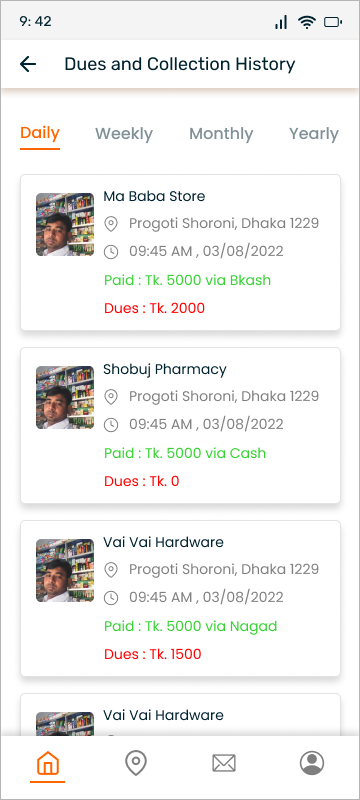 9: 42
Dues and Collection History
Daily Weekly Monthly Yearly
Ma Baba Store
Progoti Shoroni, Dhaka 1229
09:45 AM , 03/08/2022
Paid : Tk. 5000 via Bkash
Dues : Tk. 2000
Shobuj Pharmacy
Progoti Shoroni, Dhaka 1229
09:45 AM , 03/08/2022
Paid : Tk. 5000 via Cash
Dues : Tk. 0
Vai Vai Hardware
Progoti Shoroni, Dhaka 1229
09:45 AM , 03/08/2022
Paid : Tk. 5000 via Nagad
Dues : Tk. 1500
Vai Vai Hardware